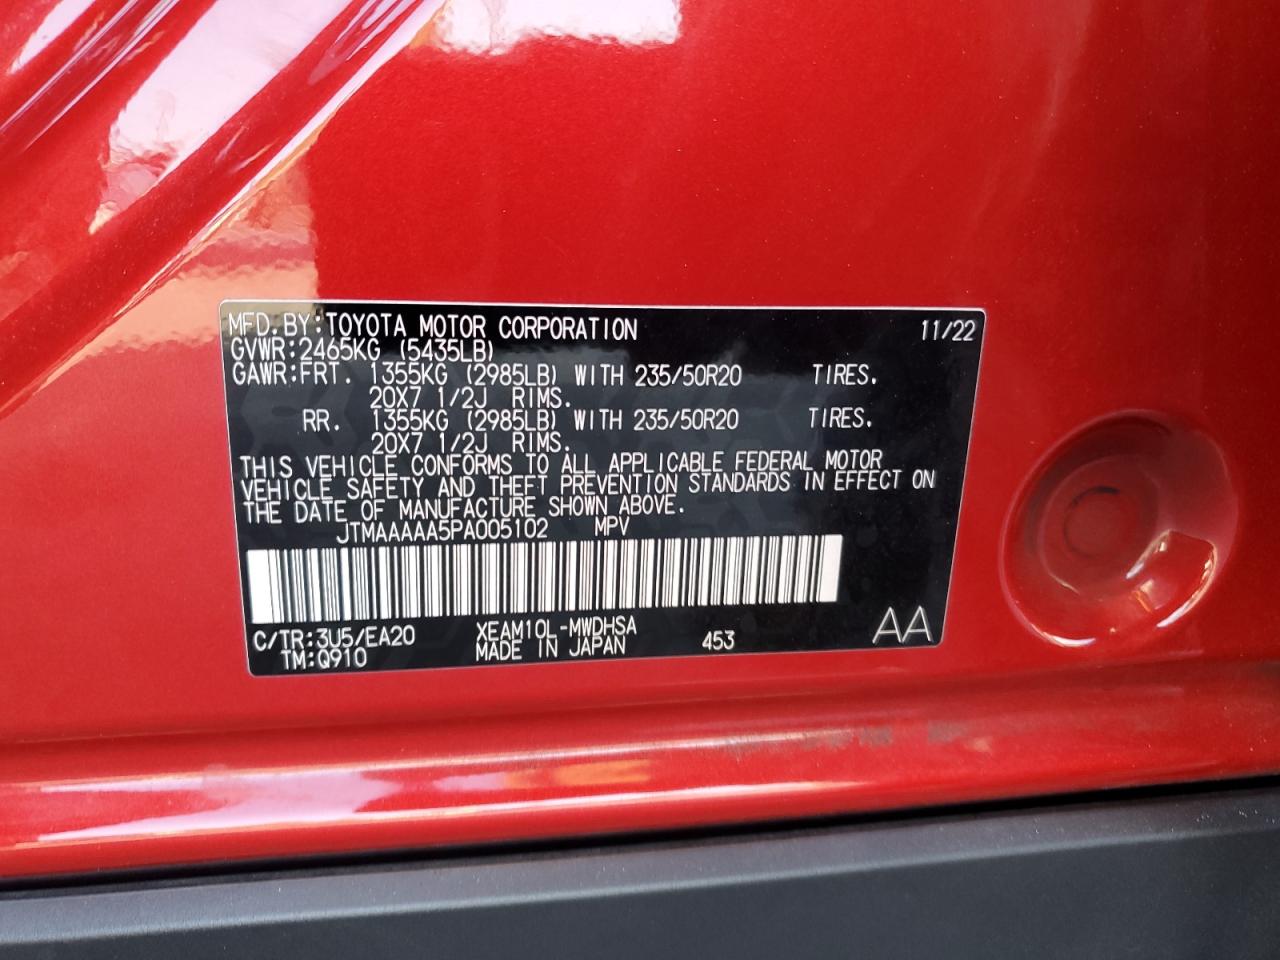 MFD.BY:TOYOTA MOTOR CORPORATION 11/22
GVWR:2465KG (5435LB)
GAWR:FRT. 1355KG (2985LB) WITH 235/50R20 TIRES.
20X7 1/2J RIMS.
RR. 1355KG (2985LB) WITH 235/50R20 TIRES.
20X7 1/2J RIMS.
THIS VEHICLE CONFORMS TO ALL APPLICABLE FEDERAL MOTOR
VEHICLE SAFETY AND THEFT PREVENTION STANDARDS IN EFFECT ON
THE DATE OF MANUFACTURE SHOWN ABOVE.
JTMAAAAA5PA005102 MPV
C/TR:3U5/EA20 XEAM10L-MWDHSA AA
TM:Q910 MADE IN JAPAN 453